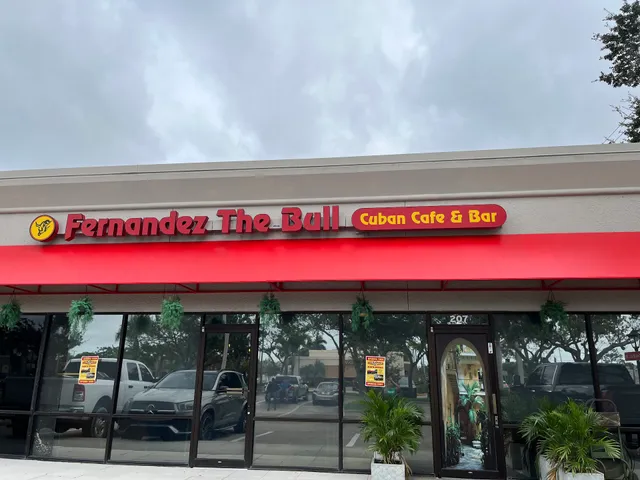 Fernandez The Bull
Cuban Cafe & Bar
207